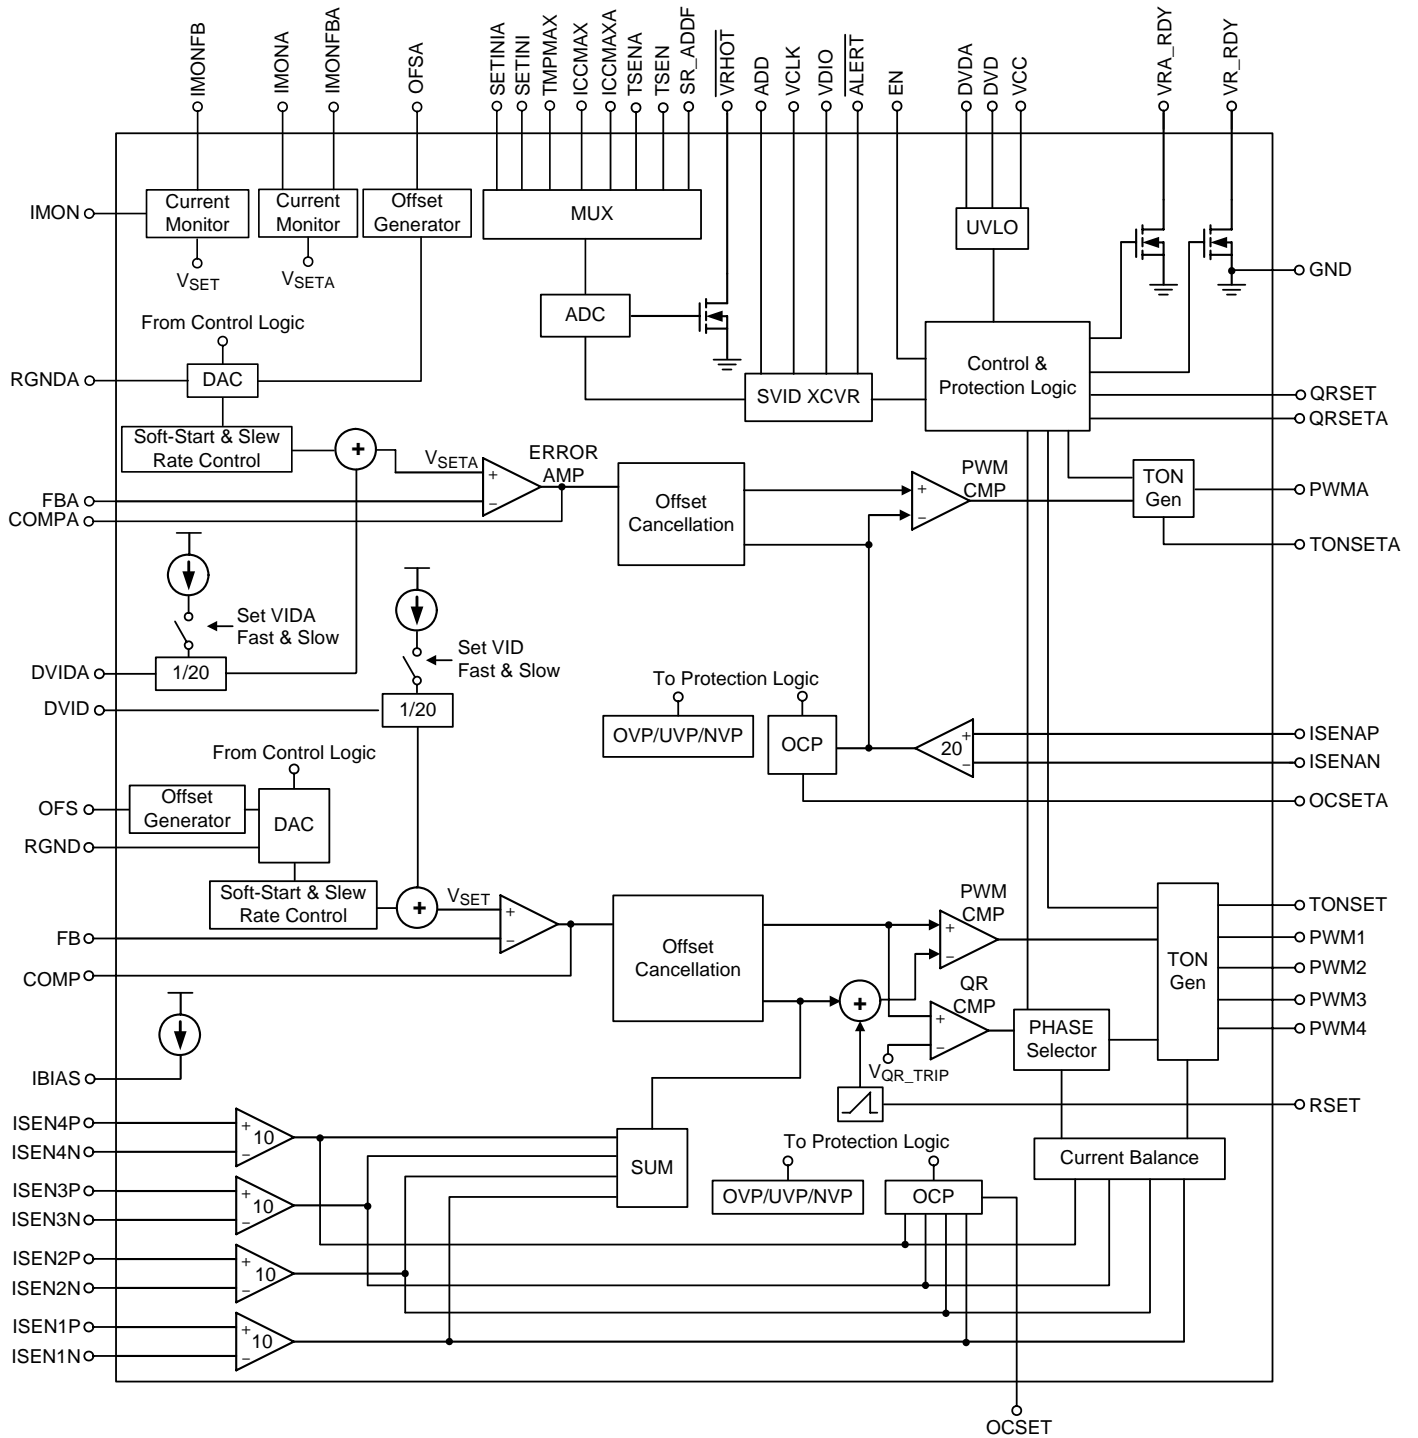 IMONFB
IMONA
IMONFBA
OFSA
SETINIA
SETINI
TMPMAX
ICCMAX
ICCMAXA
TSENA
TSEN
SR_ADDF
VRHOT
ADD
VCLK
VDIO
ALERT
EN
DVDA
DVD
VCC
VRA_RDY
VR_RDY
IMON
Current
Monitor
Current
Monitor
Offset
Generator
MUX
UVLO
VSET
VSETA
GND
ADC
From Control Logic
Control &
Protection Logic
RGNDA
DAC
SVID XCVR
QRSET
QRSETA
Soft-Start & Slew
Rate Control
+
VSETA
ERROR
AMP
+
−
Offset
Cancellation
PWM
CMP
+
−
TON
Gen
PWMA
FBA
COMPA
TONSETA
Set VIDA
Fast & Slow
Set VID
Fast & Slow
DVIDA
1/20
DVID
1/20
To Protection Logic
OVP/UVP/NVP
OCP
20
+
−
ISENAP
ISENAN
OCSETA
From Control Logic
OFS
Offset
Generator
DAC
RGND
Soft-Start & Slew
Rate Control
+
VSET
+
−
Offset
Cancellation
PWM
CMP
+
−
TON
Gen
TONSET
PWM1
PWM2
PWM3
PWM4
FB
COMP
+
QR
CMP
+
−
PHASE
Selector
VQR_TRIP
IBIAS
RSET
ISEN4P
ISEN4N
+
−
10
SUM
To Protection Logic
OVP/UVP/NVP
OCP
Current Balance
ISEN3P
ISEN3N
+
−
10
ISEN2P
ISEN2N
+
−
10
ISEN1P
ISEN1N
+
−
10
OCSET